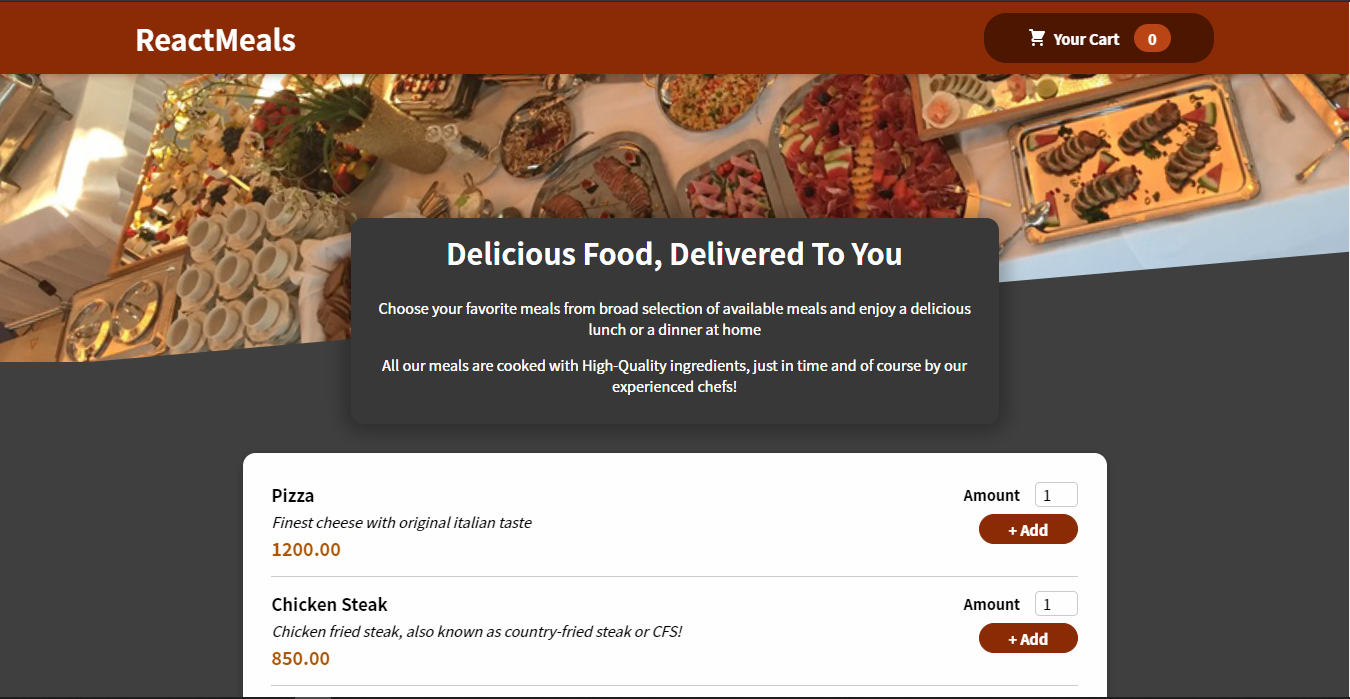 ReactMeals
Your Cart 0
Delicious Food, Delivered To You
Choose your favorite meals from broad selection of available meals and enjoy a delicious
lunch or a dinner at home
All our meals are cooked with High-Quality ingredients, just in time and of course by our
experienced chefs!
Pizza
Finest cheese with original italian taste
1200.00
Amount 1
+ Add
Chicken Steak
Chicken fried steak, also known as country-fried steak or CFS!
850.00
Amount 1
+ Add